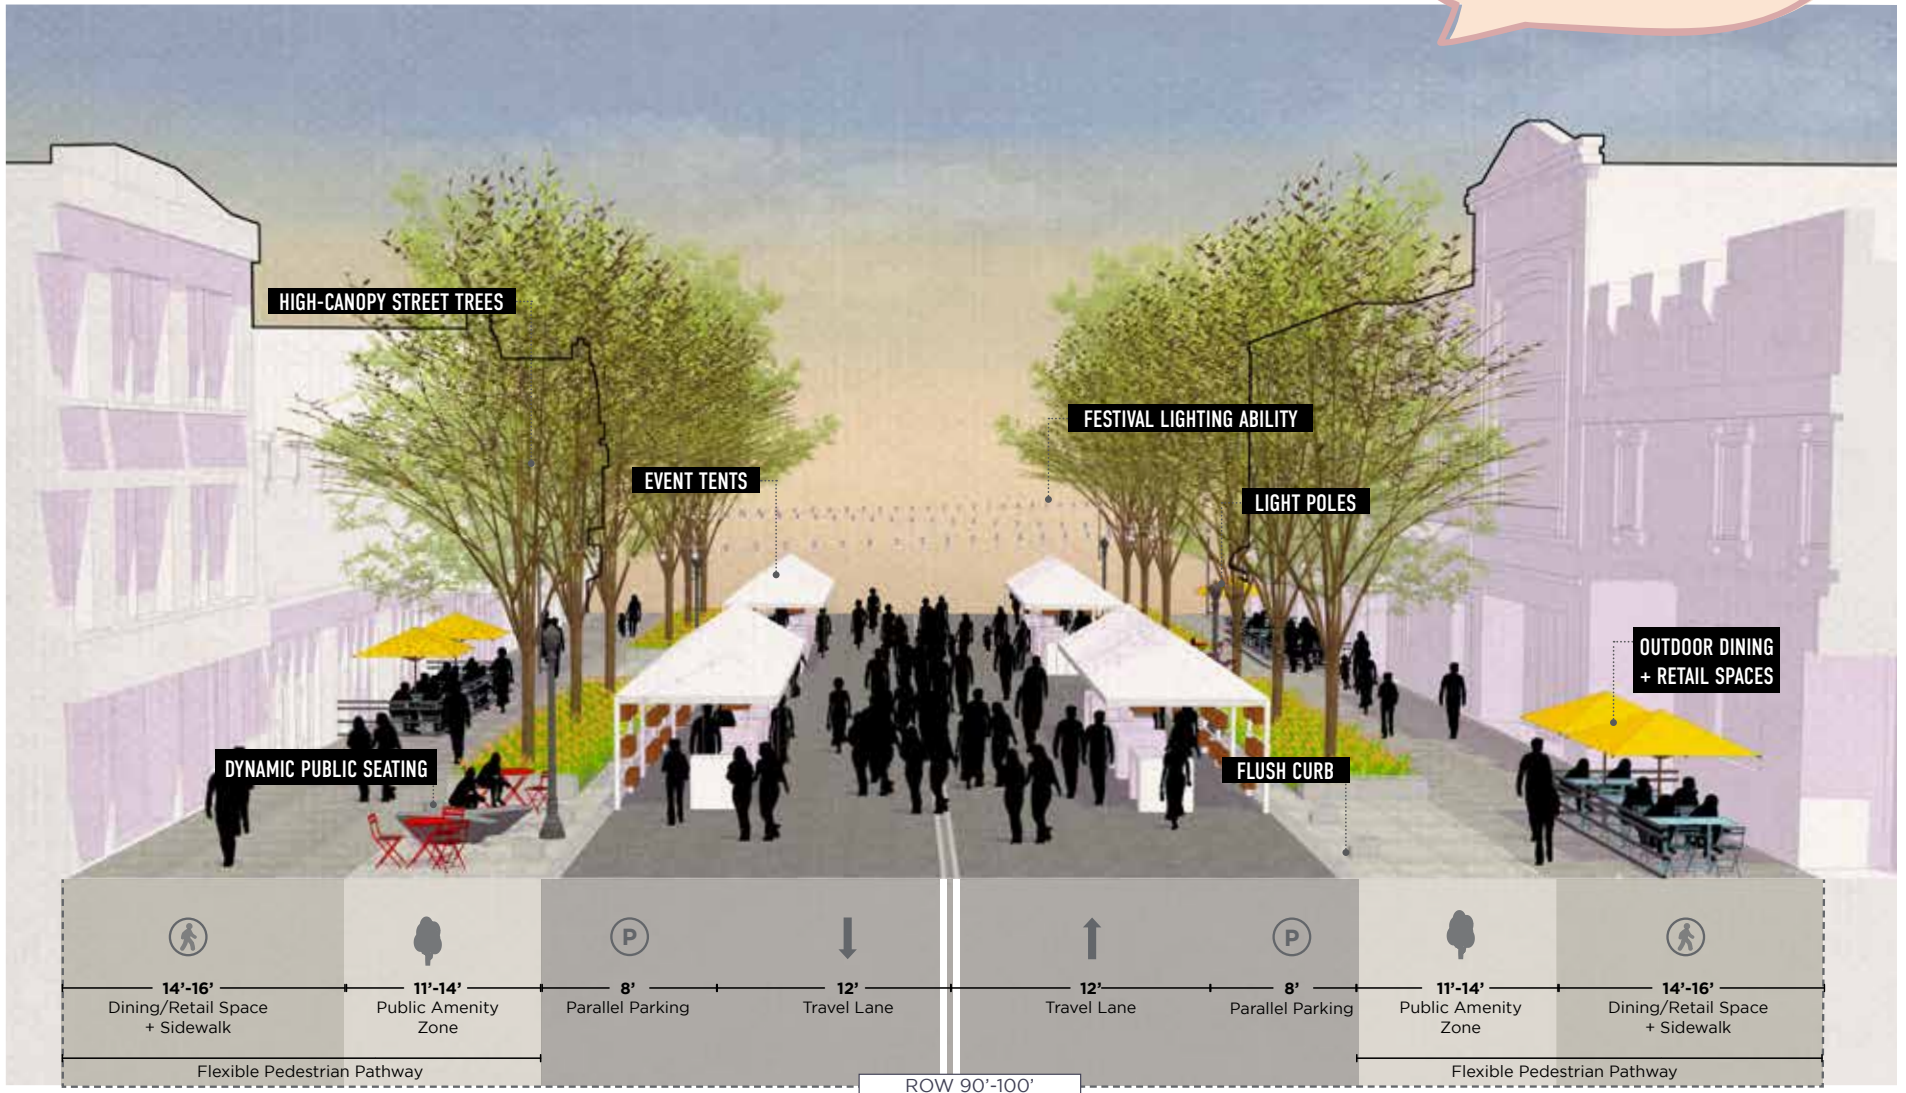 HIGH-CANOPY STREET TREES
FESTIVAL LIGHTING ABILITY
EVENT TENTS
LIGHT POLES
OUTDOOR DINING
+ RETAIL SPACES
DYNAMIC PUBLIC SEATING
FLUSH CURB
P
P
14'-16'
11'-14'
8'
12'
12'
8'
11'-14'
14'-16'
Dining/Retail Space
+ Sidewalk
Public Amenity
Zone
Parallel Parking
Travel Lane
Travel Lane
Parallel Parking
Public Amenity
Zone
Dining/Retail Space
+ Sidewalk
Flexible Pedestrian Pathway
Flexible Pedestrian Pathway
ROW 90'-100'